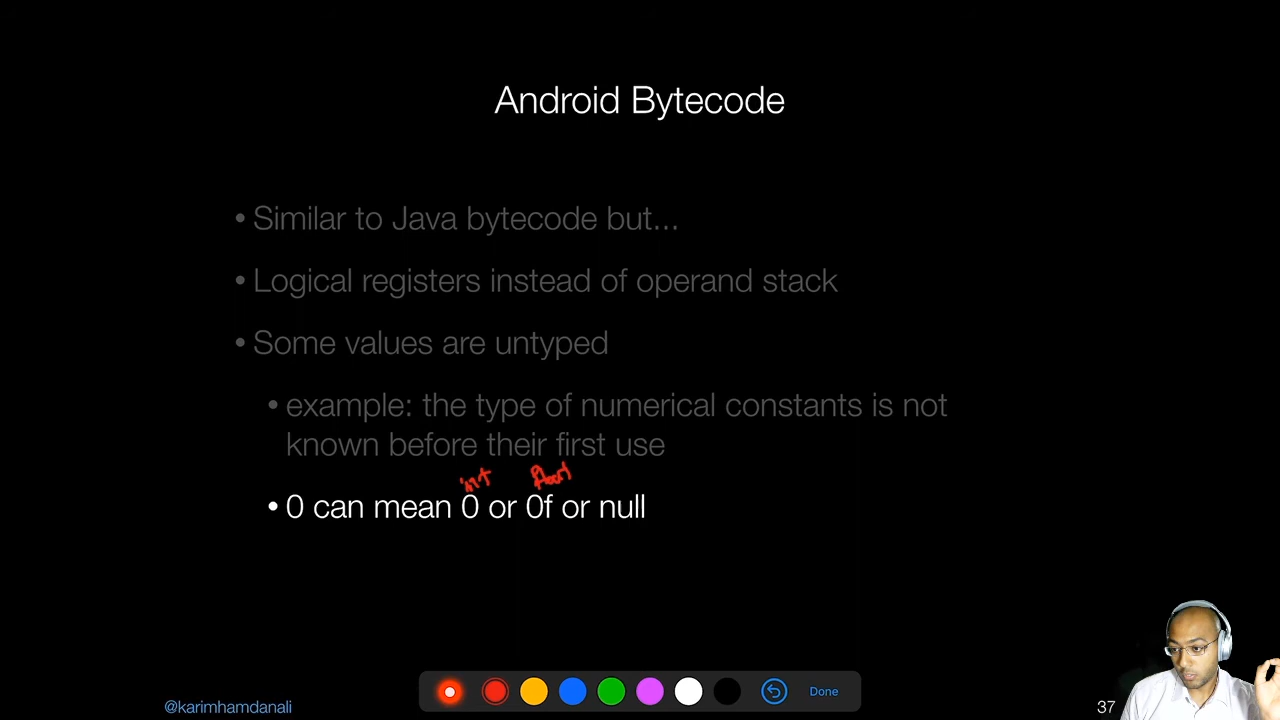 Android Bytecode
• Similar to Java bytecode but...
• Logical registers instead of operand stack
• Some values are untyped
• example: the type of numerical constants is not
known before their first use
int float
• 0 can mean 0 or 0f or null
Done
@karimhamdanali
37